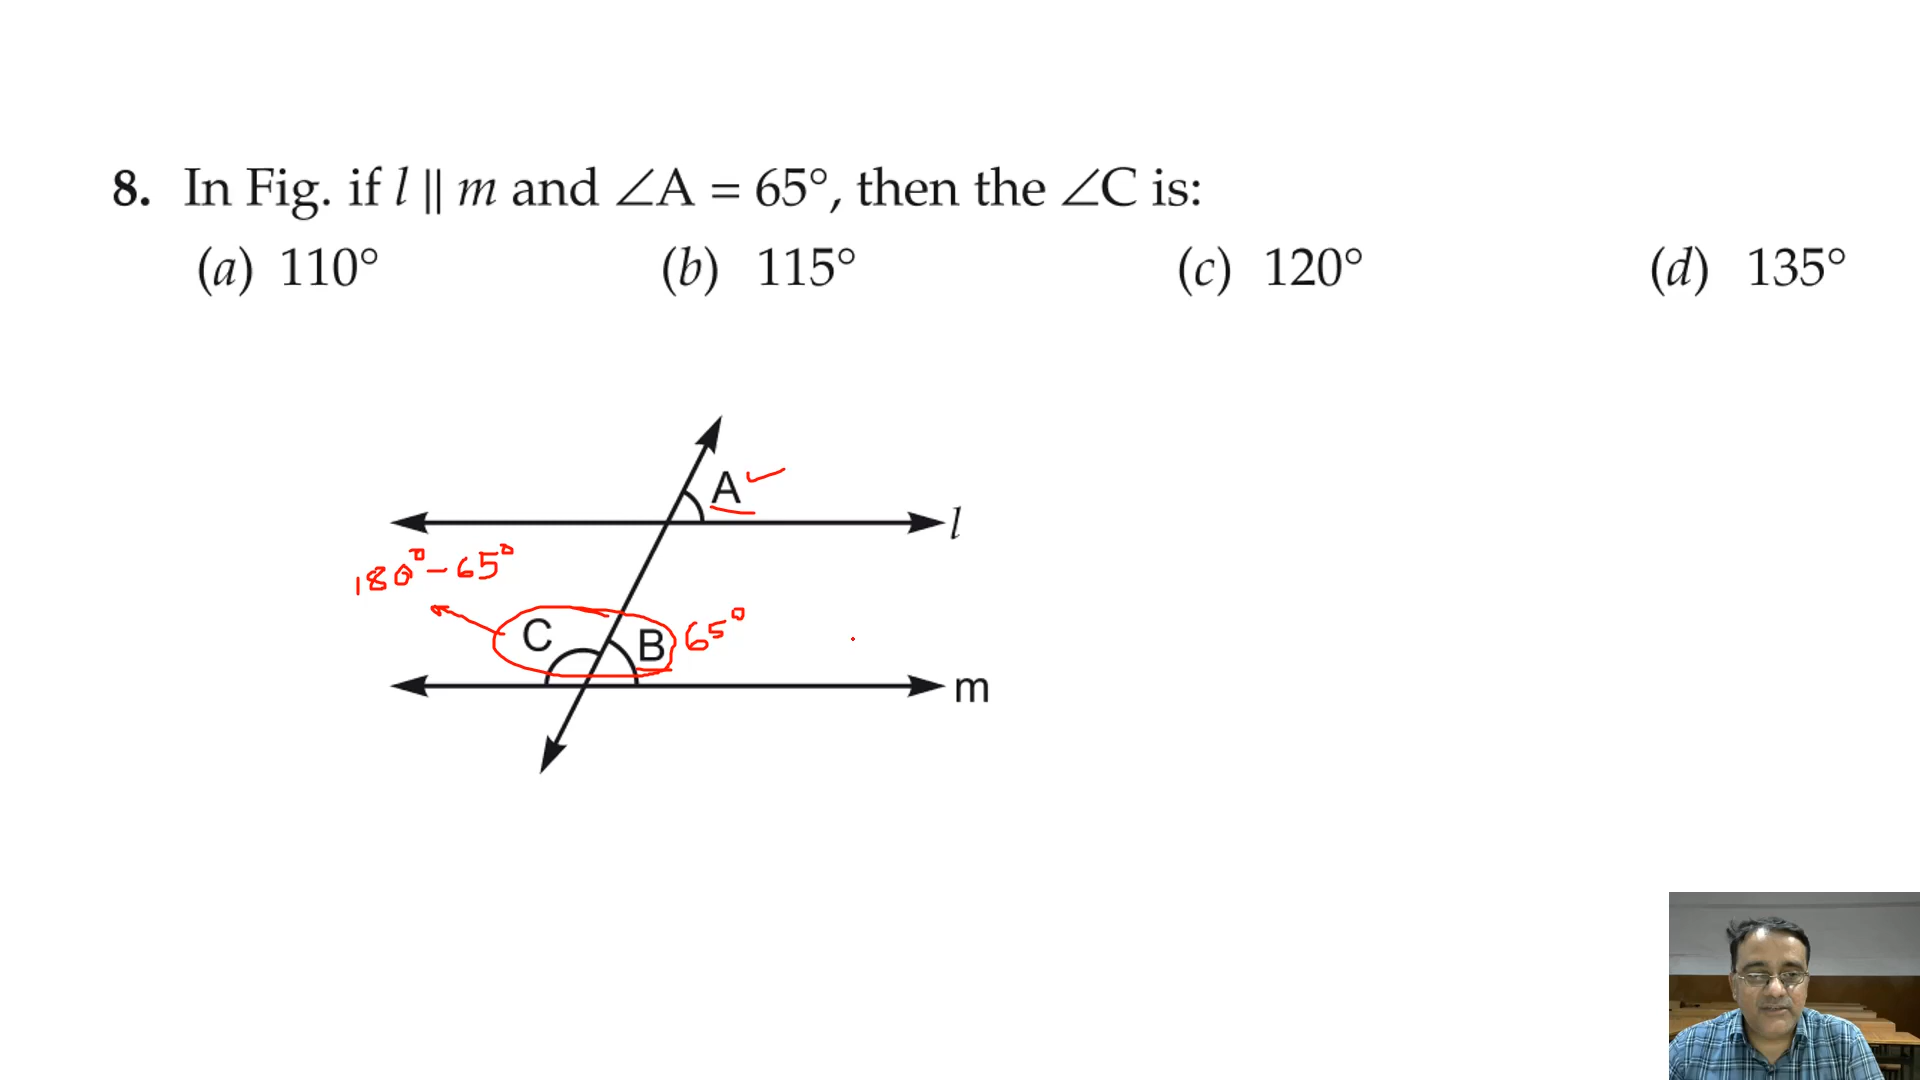 8. In Fig. if l || m and ∠A = 65°, then the ∠C is:
(a) 110° (b) 115° (c) 120° (d) 135°
A
l
180° – 65°
C
B 65°
m